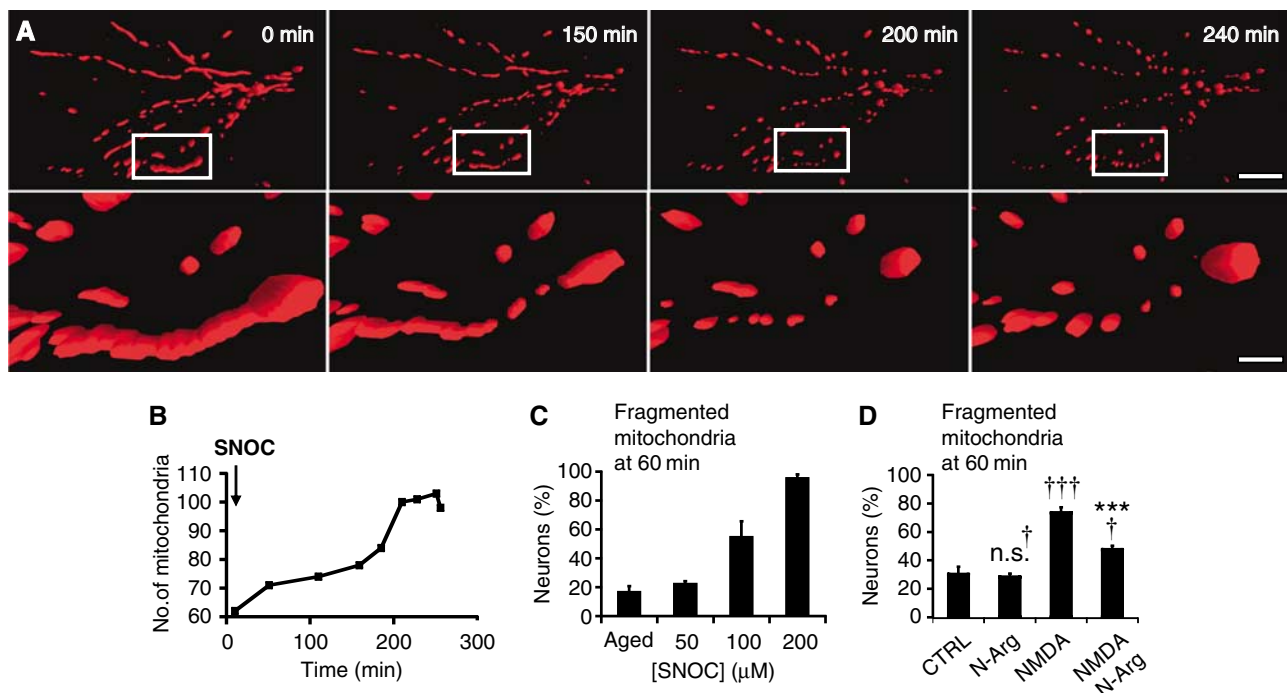 A
0 min
150 min
200 min
240 min
B
SNOC
No. of mitochondria
110
100
90
80
70
60
0
100
200
300
Time (min)
C
Fragmented
mitochondria
at 60 min
Neurons (%)
100
80
60
40
20
0
Aged
50
100
200
[SNOC] (μM)
D
Fragmented
mitochondria
at 60 min
Neurons (%)
100
80
60
40
20
0
n.s.†
†††
***
†
CTRL
N-Arg
NMDA
NMDA
N-Arg